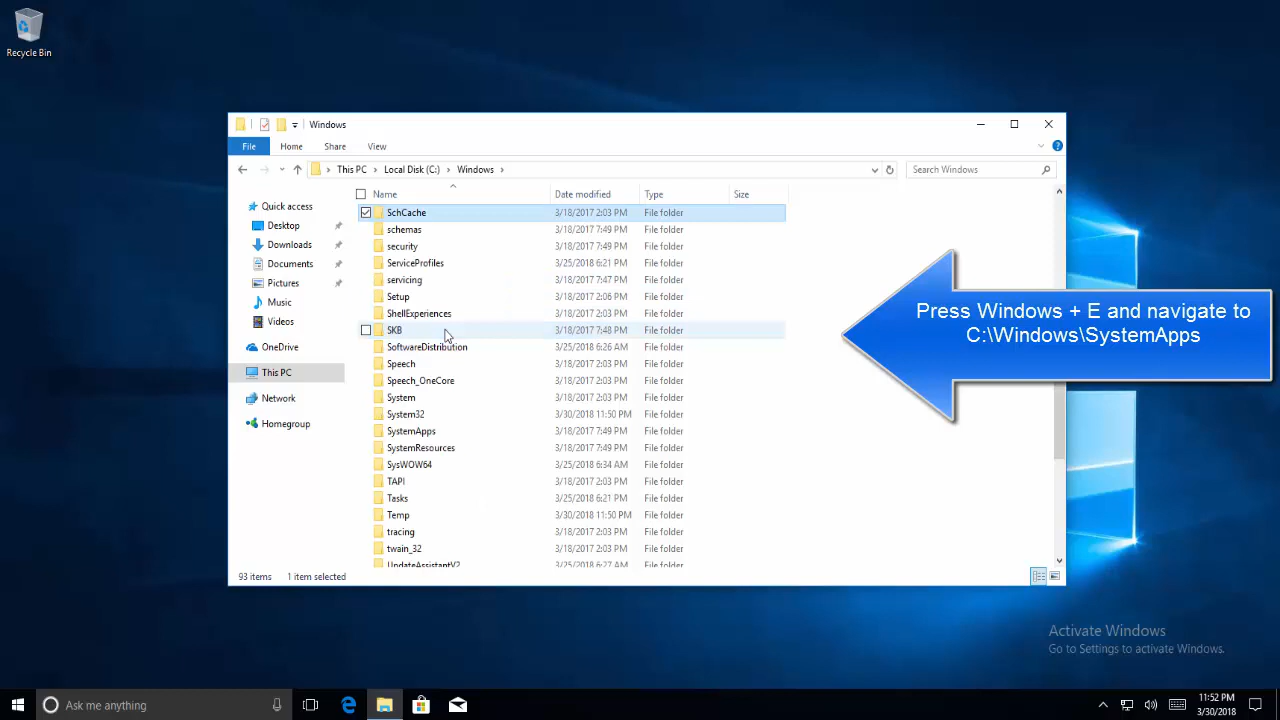 Recycle Bin
Windows
File Home Share View
This PC Local Disk (C:) Windows
Search Windows
Name Date modified Type Size
Quick access
Desktop
Downloads
Documents
Pictures
Music
Videos
OneDrive
This PC
Network
Homegroup
SchCache 3/18/2017 2:03 PM File folder
schemas 3/18/2017 7:49 PM File folder
security 3/18/2017 7:49 PM File folder
ServiceProfiles 3/25/2018 6:21 PM File folder
servicing 3/18/2017 7:47 PM File folder
Setup 3/18/2017 2:06 PM File folder
ShellExperiences 3/18/2017 2:03 PM File folder
SKB 3/18/2017 7:48 PM File folder
SoftwareDistribution 3/25/2018 6:26 AM File folder
Speech 3/18/2017 2:03 PM File folder
Speech_OneCore 3/18/2017 2:03 PM File folder
System 3/18/2017 2:03 PM File folder
System32 3/30/2018 11:50 PM File folder
SystemApps 3/18/2017 7:49 PM File folder
SystemResources 3/18/2017 7:49 PM File folder
SysWOW64 3/25/2018 6:34 AM File folder
TAPI 3/18/2017 2:03 PM File folder
Tasks 3/25/2018 6:21 PM File folder
Temp 3/30/2018 11:50 PM File folder
tracing 3/18/2017 2:03 PM File folder
twain_32 3/18/2017 2:03 PM File folder
UpdateAssistantV2 3/25/2018 6:27 AM File folder
93 items 1 item selected
Press Windows + E and navigate to
C:\Windows\SystemApps
Activate Windows
Go to Settings to activate Windows.
Ask me anything
11:52 PM
3/30/2018